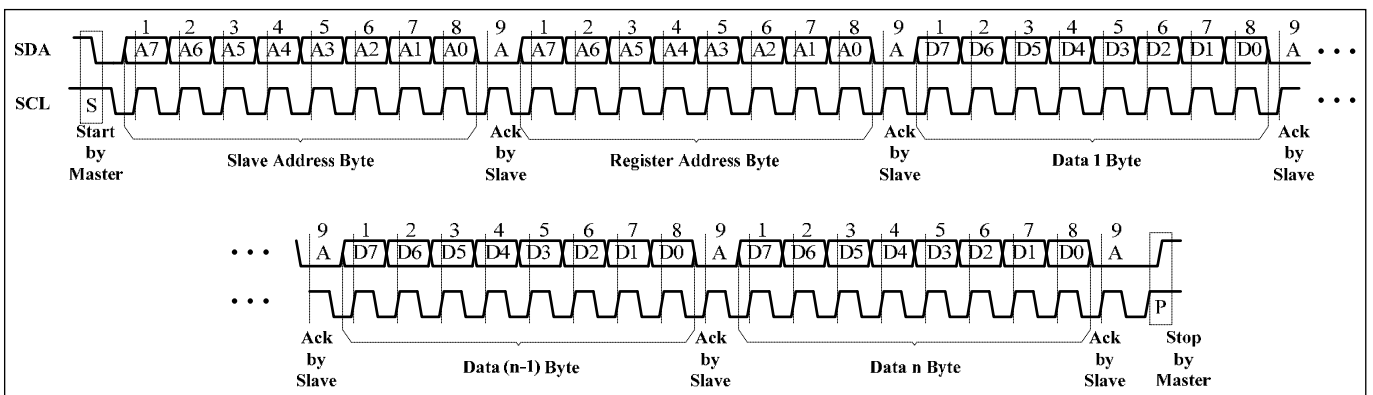 1 2 3 4 5 6 7 8 9 1 2 3 4 5 6 7 8 9 1 2 3 4 5 6 7 8 9
SDA A7 A6 A5 A4 A3 A2 A1 A0 A A7 A6 A5 A4 A3 A2 A1 A0 A D7 D6 D5 D4 D3 D2 D1 D0 A • • •
SCL S • • •
Start by Master
Slave Address Byte
Ack by Slave
Register Address Byte
Ack by Slave
Data 1 Byte
Ack by Slave
9 1 2 3 4 5 6 7 8 9 1 2 3 4 5 6 7 8 9
• • • A D7 D6 D5 D4 D3 D2 D1 D0 A D7 D6 D5 D4 D3 D2 D1 D0 A
• • • P
Ack by Slave
Data (n-1) Byte
Ack by Slave
Data n Byte
Ack by Slave
Stop by Master